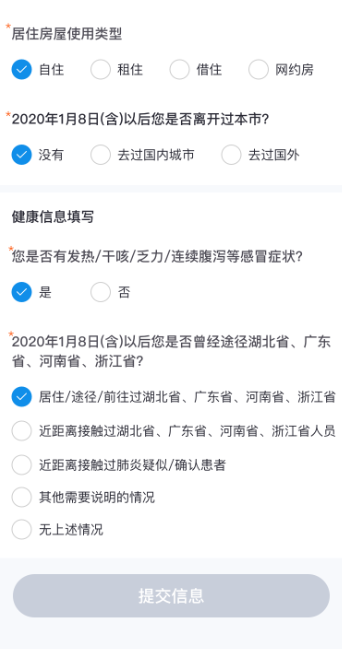 *居住房屋使用类型
自住 租住 借住 网约房
*2020年1月8日(含)以后您是否离开过本市?
没有 去过国内城市 去过国外
健康信息填写
*您是否有发热/干咳/乏力/连续腹泻等感冒症状?
是 否
*2020年1月8日(含)以后您是否曾经途径湖北省、广东
省、河南省、浙江省?
居住/途径/前往过湖北省、广东省、河南省、浙江省
近距离接触过湖北省、广东省、河南省、浙江省人员
近距离接触过肺炎疑似/确认患者
其他需要说明的情况
无上述情况
提交信息